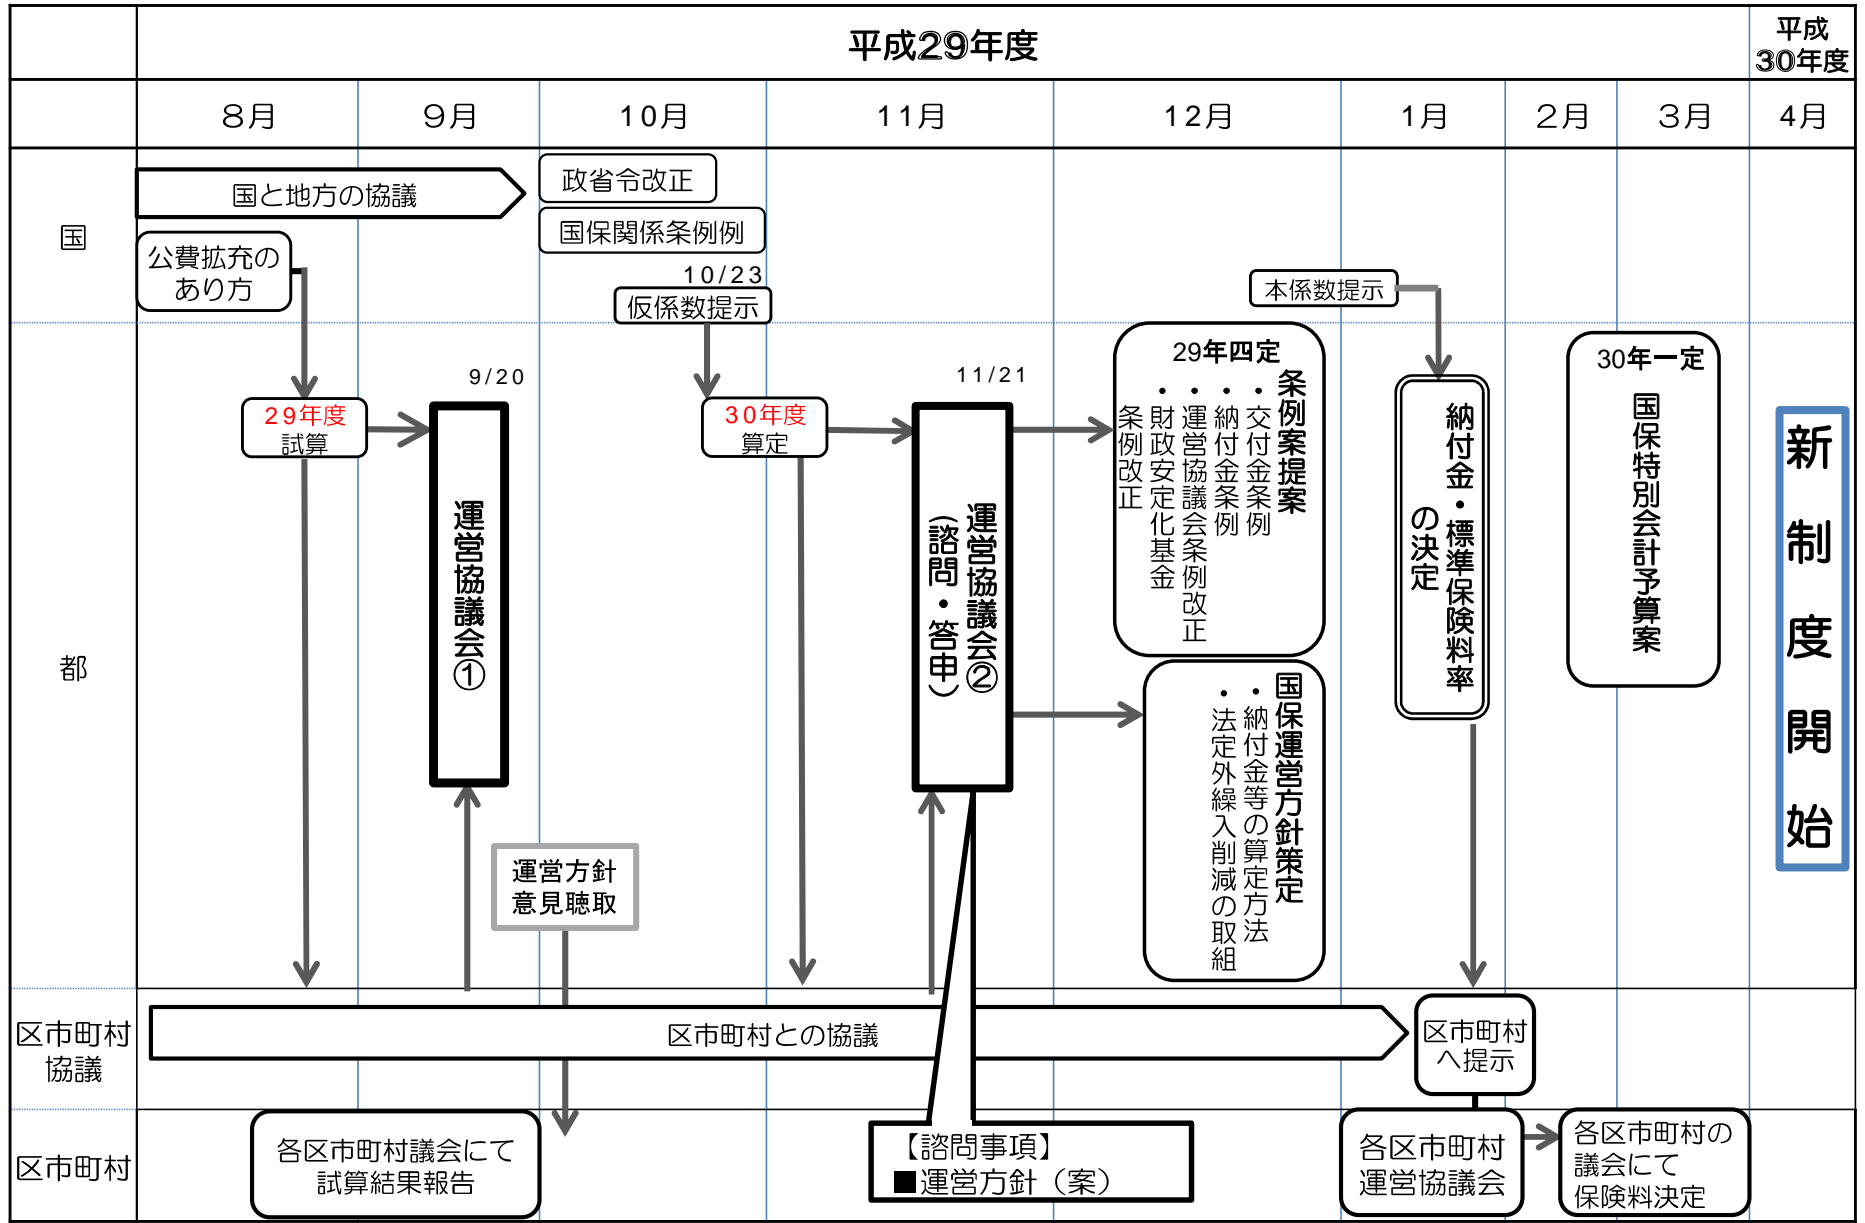 平成29年度
平成
30年度
8月
9月
10月
11月
12月
1月
2月
3月
4月
国
国と地方の協議
公費拡充の
あり方
政省令改正
国保関係条例例
10/23
仮係数提示
本係数提示
都
29年度
試算
9/20
運営協議会①
運営方針
意見聴取
30年度
算定
11/21
運営協議会②
(諮問・答申)
29年四定
条例案提案
・交付金条例
・納付金条例
・運営協議会条例改正
・財政安定化基金
条例改正
国保運営方針策定
・納付金等の算定方法
・法定外繰入削減の取組
納付金・標準保険料率
の決定
30年一定
国保特別会計予算案
新制度開始
区市町村
協議
区市町村との協議
区市町村
へ提示
区市町村
各区市町村議会にて
試算結果報告
【諮問事項】
■運営方針（案）
各区市町村
運営協議会
各区市町村の
議会にて
保険料決定